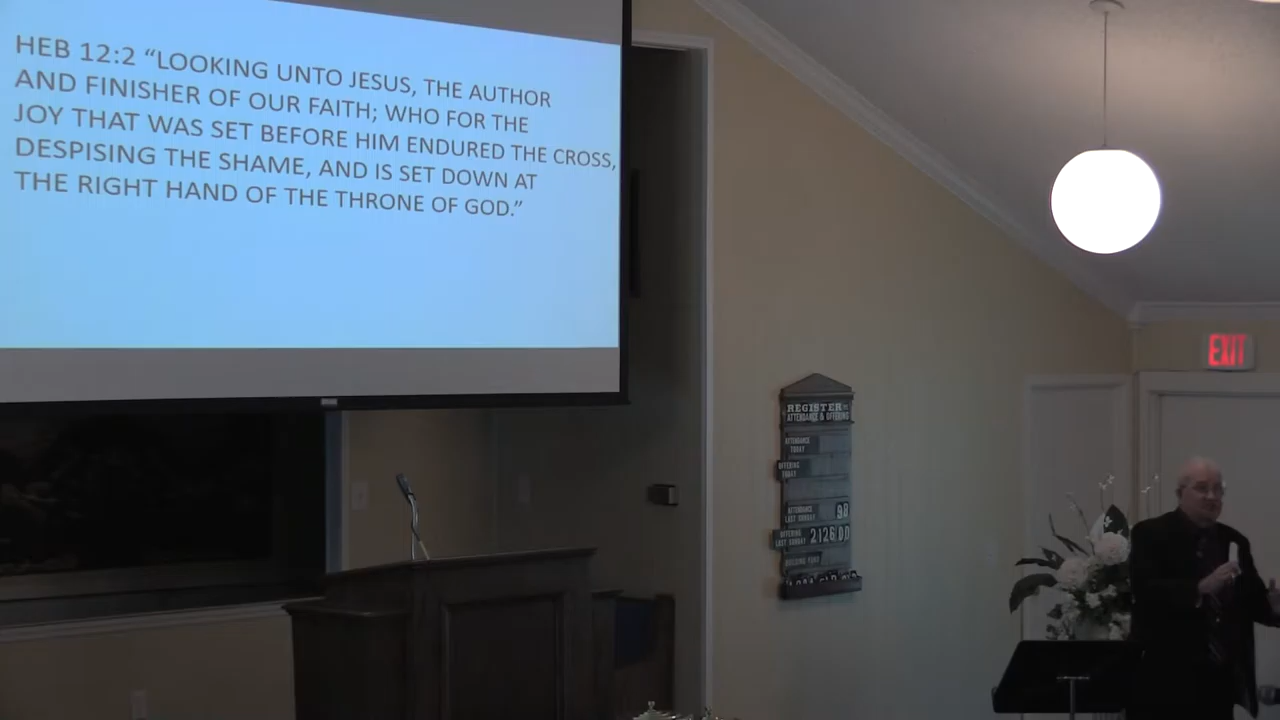 HEB 12:2 “LOOKING UNTO JESUS, THE AUTHOR
AND FINISHER OF OUR FAITH; WHO FOR THE
JOY THAT WAS SET BEFORE HIM ENDURED THE CROSS,
DESPISING THE SHAME, AND IS SET DOWN AT
THE RIGHT HAND OF THE THRONE OF GOD.”
EXIT
REGISTER OF
ATTENDANCE & OFFERING
ATTENDANCE
TODAY
OFFERING
TODAY
ATTENDANCE
LAST SUNDAY 98
OFFERING
LAST SUNDAY 2126 00
BUILDING FUND